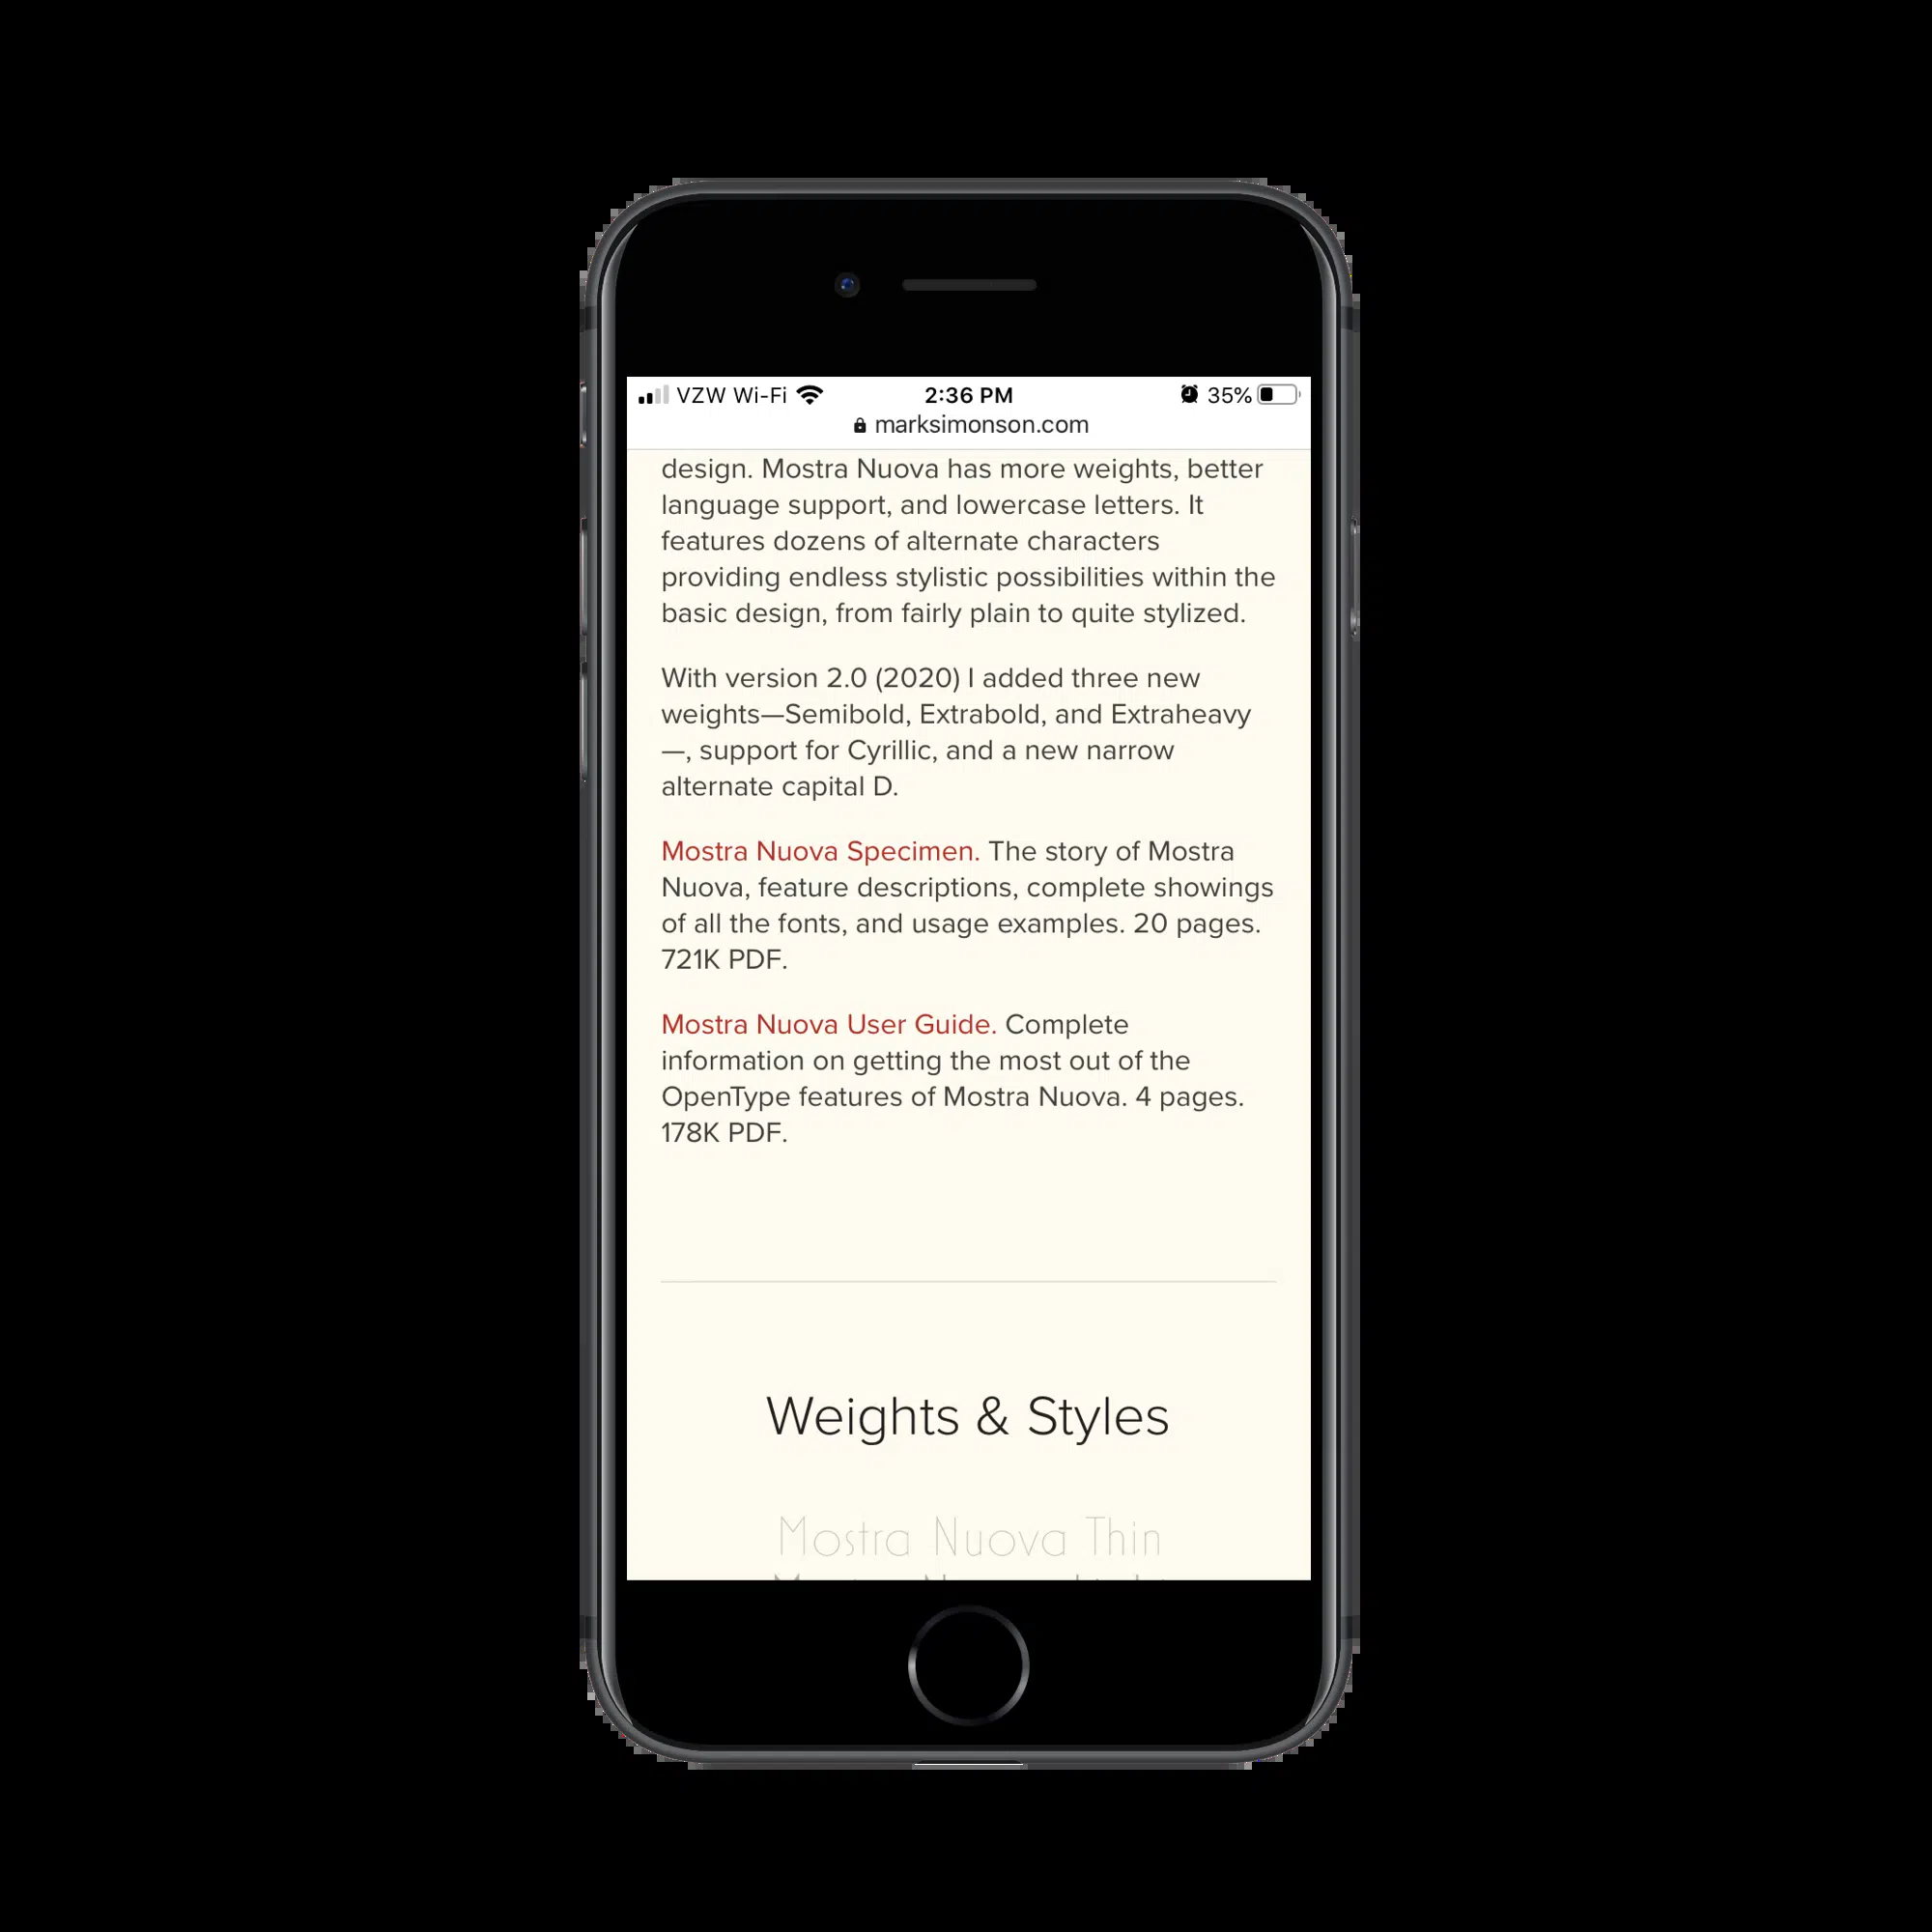 VZW Wi-Fi 2:36 PM 35%
marksimonson.com
design. Mostra Nuova has more weights, better
language support, and lowercase letters. It
features dozens of alternate characters
providing endless stylistic possibilities within the
basic design, from fairly plain to quite stylized.
With version 2.0 (2020) I added three new
weights—Semibold, Extrabold, and Extraheavy
—, support for Cyrillic, and a new narrow
alternate capital D.
Mostra Nuova Specimen. The story of Mostra
Nuova, feature descriptions, complete showings
of all the fonts, and usage examples. 20 pages.
721K PDF.
Mostra Nuova User Guide. Complete
information on getting the most out of the
OpenType features of Mostra Nuova. 4 pages.
178K PDF.
Weights & Styles
Mostra Nuova Thin